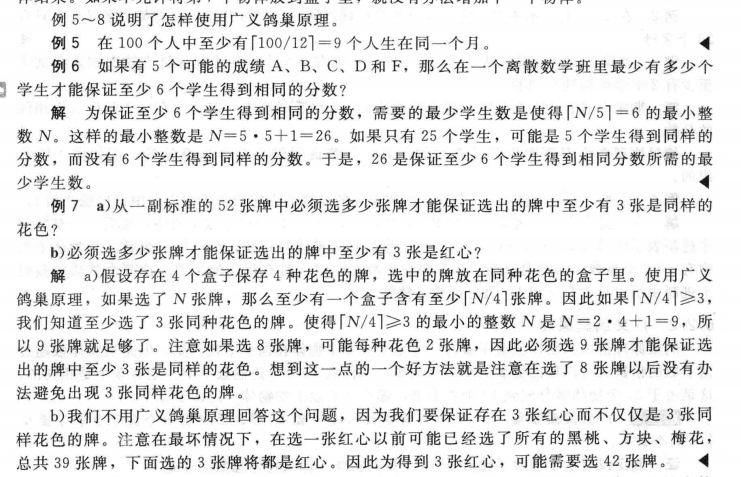 例 5~8 说明了怎样使用广义鸽巢原理。
例 5 在 100 个人中至少有⌈100/12⌉=9 个人生在同一个月。 ◀
例 6 如果有 5 个可能的成绩 A、B、C、D 和 F，那么在一个离散数学班里最少有多少个
学生才能保证至少 6 个学生得到相同的分数?
解 为保证至少 6 个学生得到相同的分数，需要的最少学生数是使得⌈N/5⌉=6 的最小整
数 N。这样的最小整数是 N=5·5+1=26。如果只有 25 个学生，可能是 5 个学生得到同样的
分数，而没有 6 个学生得到同样的分数。于是，26 是保证至少 6 个学生得到相同分数所需的最
少学生数。 ◀
例 7 a)从一副标准的 52 张牌中必须选多少张牌才能保证选出的牌中至少有 3 张是同样的
花色?
b)必须选多少张牌才能保证选出的牌中至少有 3 张是红心?
解 a)假设存在 4 个盒子保存 4 种花色的牌，选中的牌放在同种花色的盒子里。使用广义
鸽巢原理，如果选了 N 张牌，那么至少有一个盒子含有至少⌈N/4⌉张牌。因此如果⌈N/4⌉≥3，
我们知道至少选了 3 张同种花色的牌。使得⌈N/4⌉≥3 的最小的整数 N 是 N=2·4+1=9，所
以 9 张牌就足够了。注意如果选 8 张牌，可能每种花色 2 张牌，因此必须选 9 张牌才能保证选
出的牌中至少 3 张是同样的花色。想到这一点的一个好方法就是注意在选了 8 张牌以后没有办
法避免出现 3 张同样花色的牌。
b)我们不用广义鸽巢原理回答这个问题，因为我们要保证存在 3 张红心而不仅仅是 3 张同
样花色的牌。注意在最坏情况下，在选一张红心以前可能已经选了所有的黑桃、方块、梅花，
总共 39 张牌，下面选的 3 张牌将都是红心。因此为得到 3 张红心，可能需要选 42 张牌。 ◀